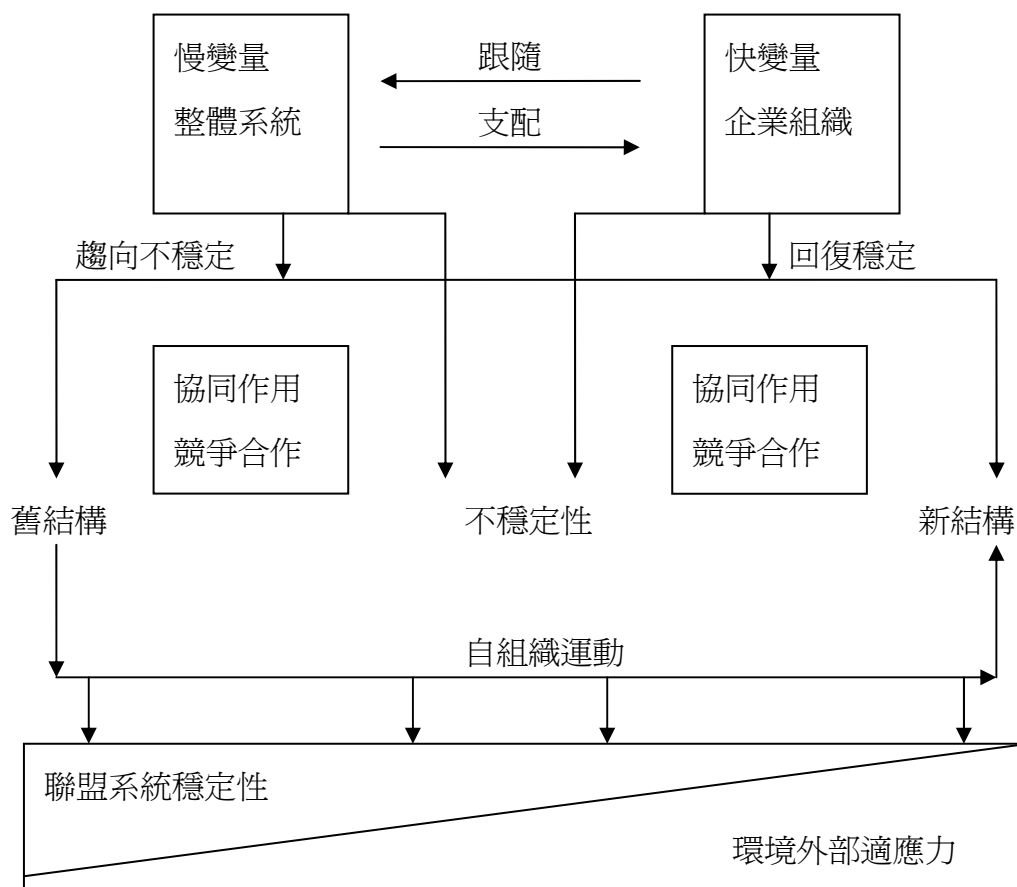 慢變量
整體系統
跟隨
支配
快變量
企業組織
趨向不穩定
回復穩定
協同作用
競爭合作
協同作用
競爭合作
舊結構
不穩定性
新結構
自組織運動
聯盟系統穩定性
環境外部適應力